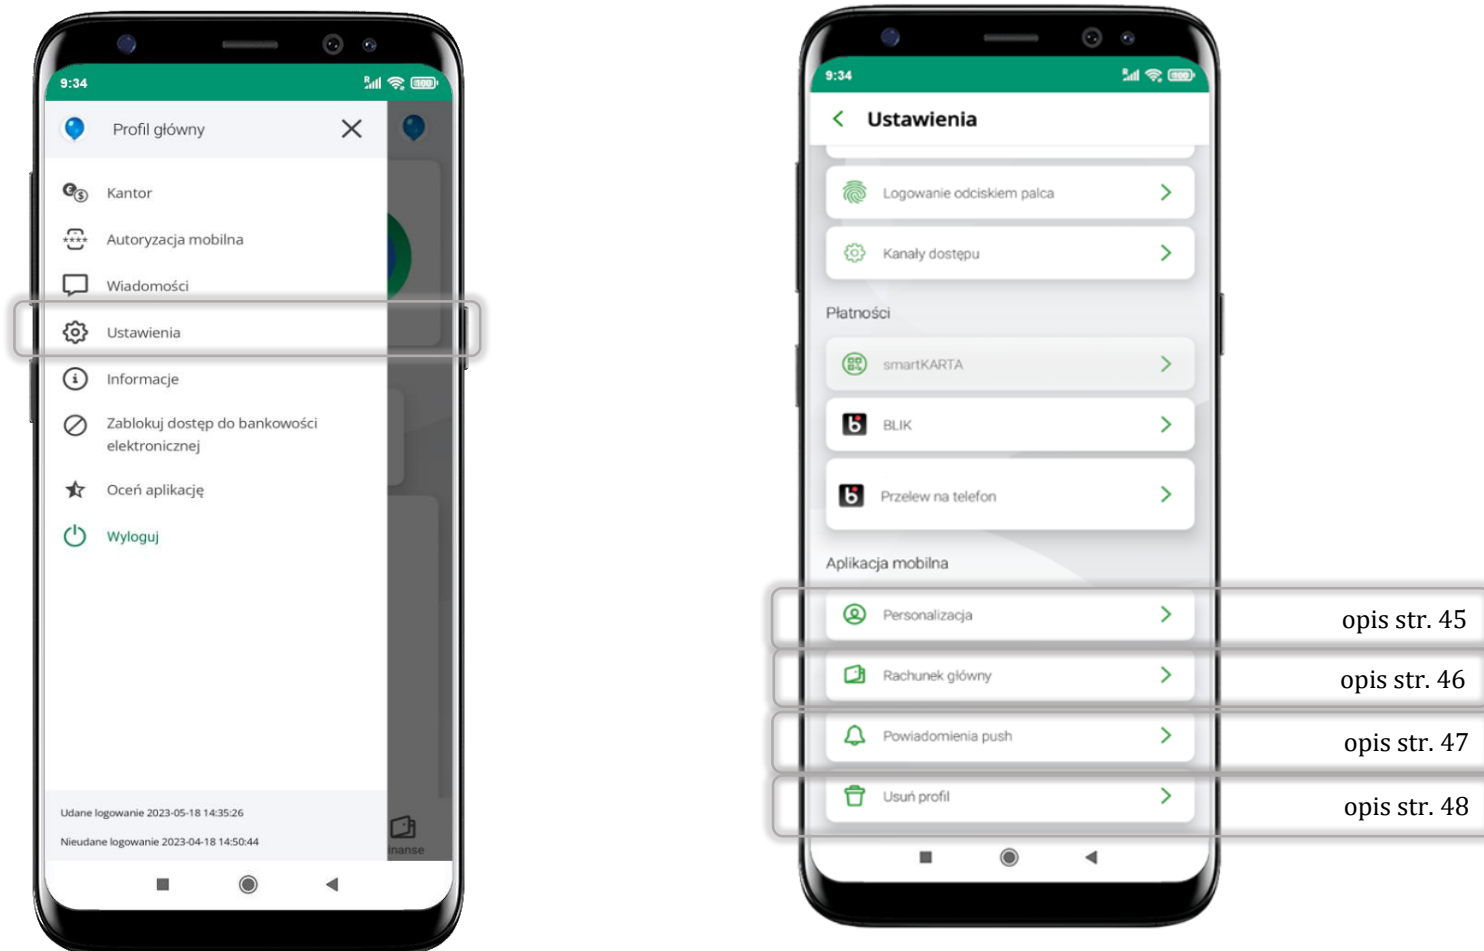 9:34
Profil główny
Kantor
Autoryzacja mobilna
Wiadomości
Ustawienia
Informacje
Zablokuj dostęp do bankowości
elektronicznej
Oceń aplikację
Wyloguj
Udane logowanie 2023-05-18 14:35:26
Nieudane logowanie 2023-04-18 14:50:44
inanse
9:34
Ustawienia
Logowanie odciskiem palca
Kanały dostępu
Płatności
smartKARTA
BLIK
Przelew na telefon
Aplikacja mobilna
Personalizacja
opis str. 45
Rachunek główny
opis str. 46
Powiadomienia push
opis str. 47
Usuń profil
opis str. 48